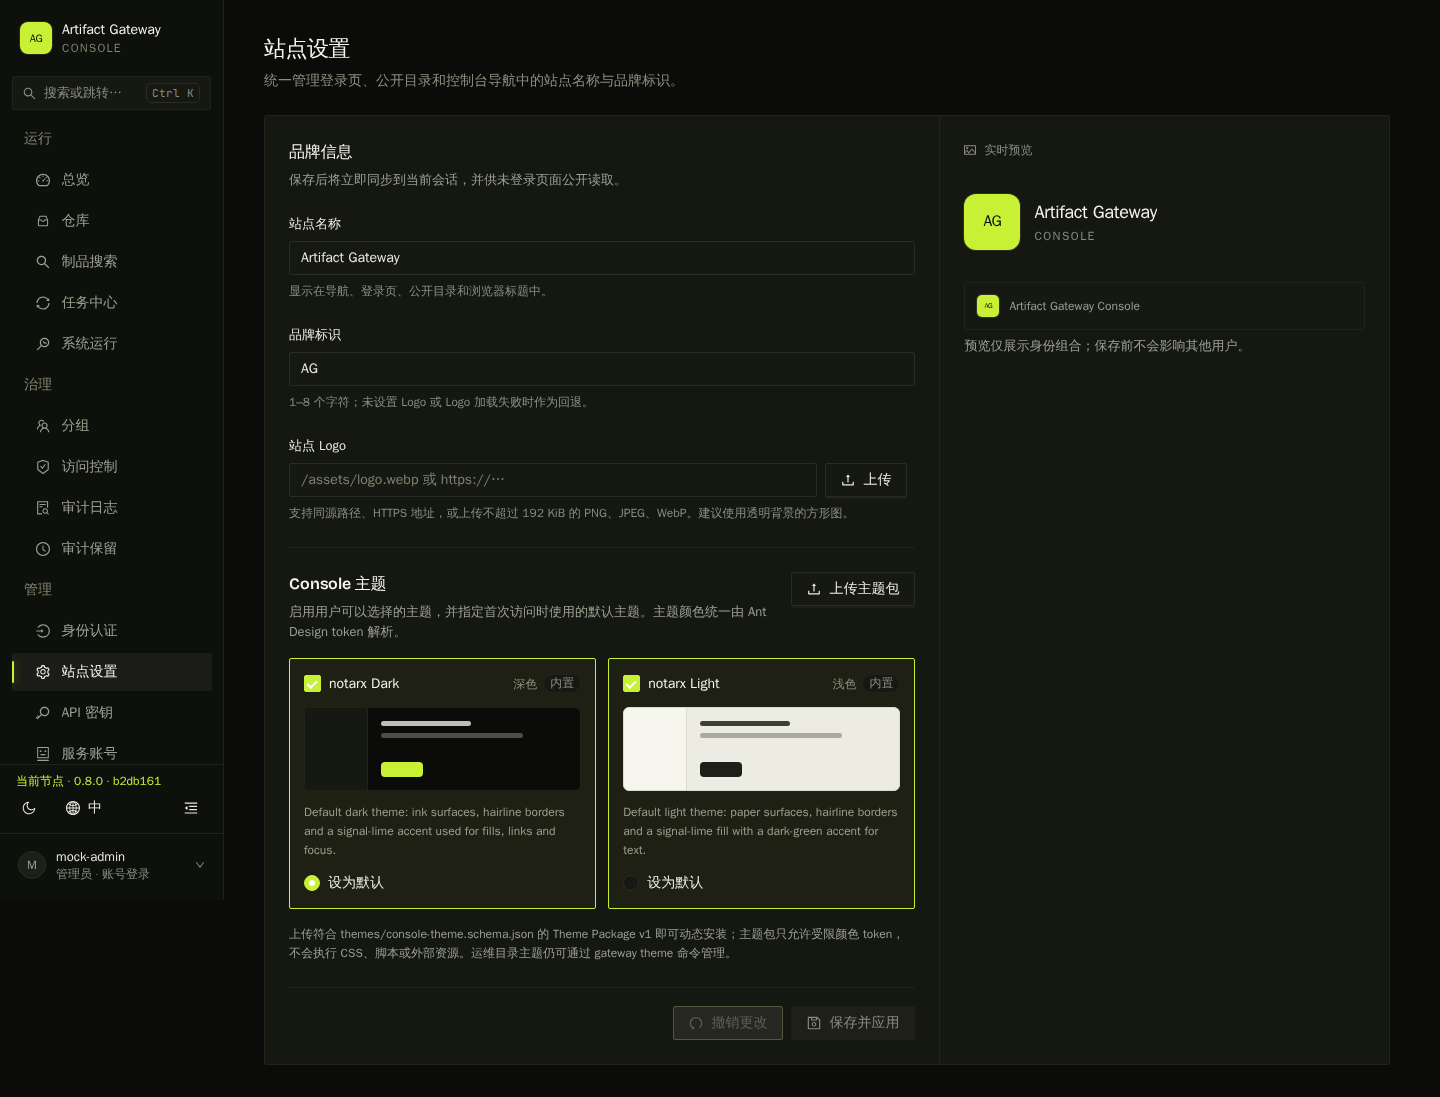 AG
Artifact Gateway
CONSOLE
搜索或跳转… Ctrl K
运行
总览
仓库
制品搜索
任务中心
系统运行
治理
分组
访问控制
审计日志
审计保留
管理
身份认证
站点设置
API 密钥
服务账号
当前节点 · 0.8.0 · b2db161
中
M
mock-admin
管理员 · 账号登录
站点设置
统一管理登录页、公开目录和控制台导航中的站点名称与品牌标识。
品牌信息
保存后将立即同步到当前会话，并供未登录页面公开读取。
站点名称
Artifact Gateway
显示在导航、登录页、公开目录和浏览器标题中。
品牌标识
AG
1–8 个字符；未设置 Logo 或 Logo 加载失败时作为回退。
站点 Logo
/assets/logo.webp 或 https://…
上传
支持同源路径、HTTPS 地址，或上传不超过 192 KiB 的 PNG、JPEG、WebP。建议使用透明背景的方形图。
Console 主题
上传主题包
启用用户可以选择的主题，并指定首次访问时使用的默认主题。主题颜色统一由 Ant
Design token 解析。
notarx Dark 深色 内置
Default dark theme: ink surfaces, hairline borders
and a signal-lime accent used for fills, links and
focus.
设为默认
notarx Light 浅色 内置
Default light theme: paper surfaces, hairline borders
and a signal-lime fill with a dark-green accent for
text.
设为默认
上传符合 themes/console-theme.schema.json 的 Theme Package v1 即可动态安装；主题包只允许受限颜色 token，
不会执行 CSS、脚本或外部资源。运维目录主题仍可通过 gateway theme 命令管理。
撤销更改
保存并应用
实时预览
AG
Artifact Gateway
CONSOLE
AG
Artifact Gateway Console
预览仅展示身份组合；保存前不会影响其他用户。